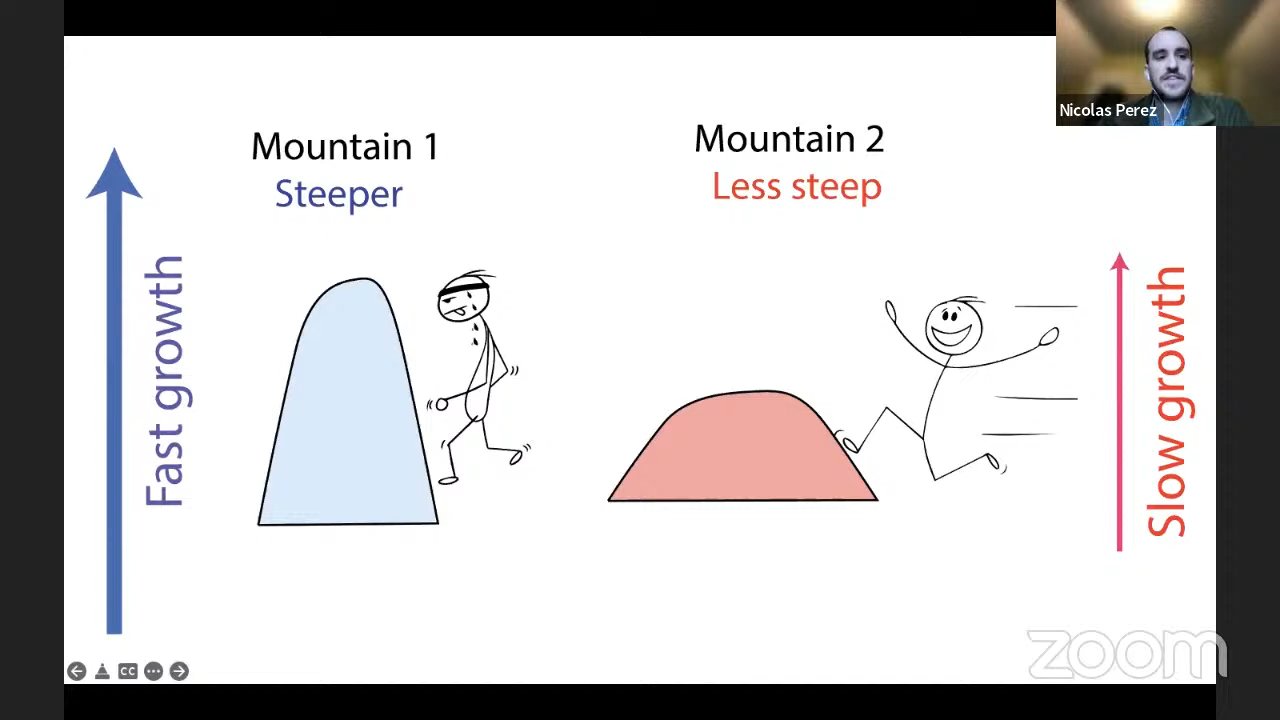 Nicolas Perez
Mountain 1
Steeper
Mountain 2
Less steep
Fast growth
Slow growth
CC
zoom